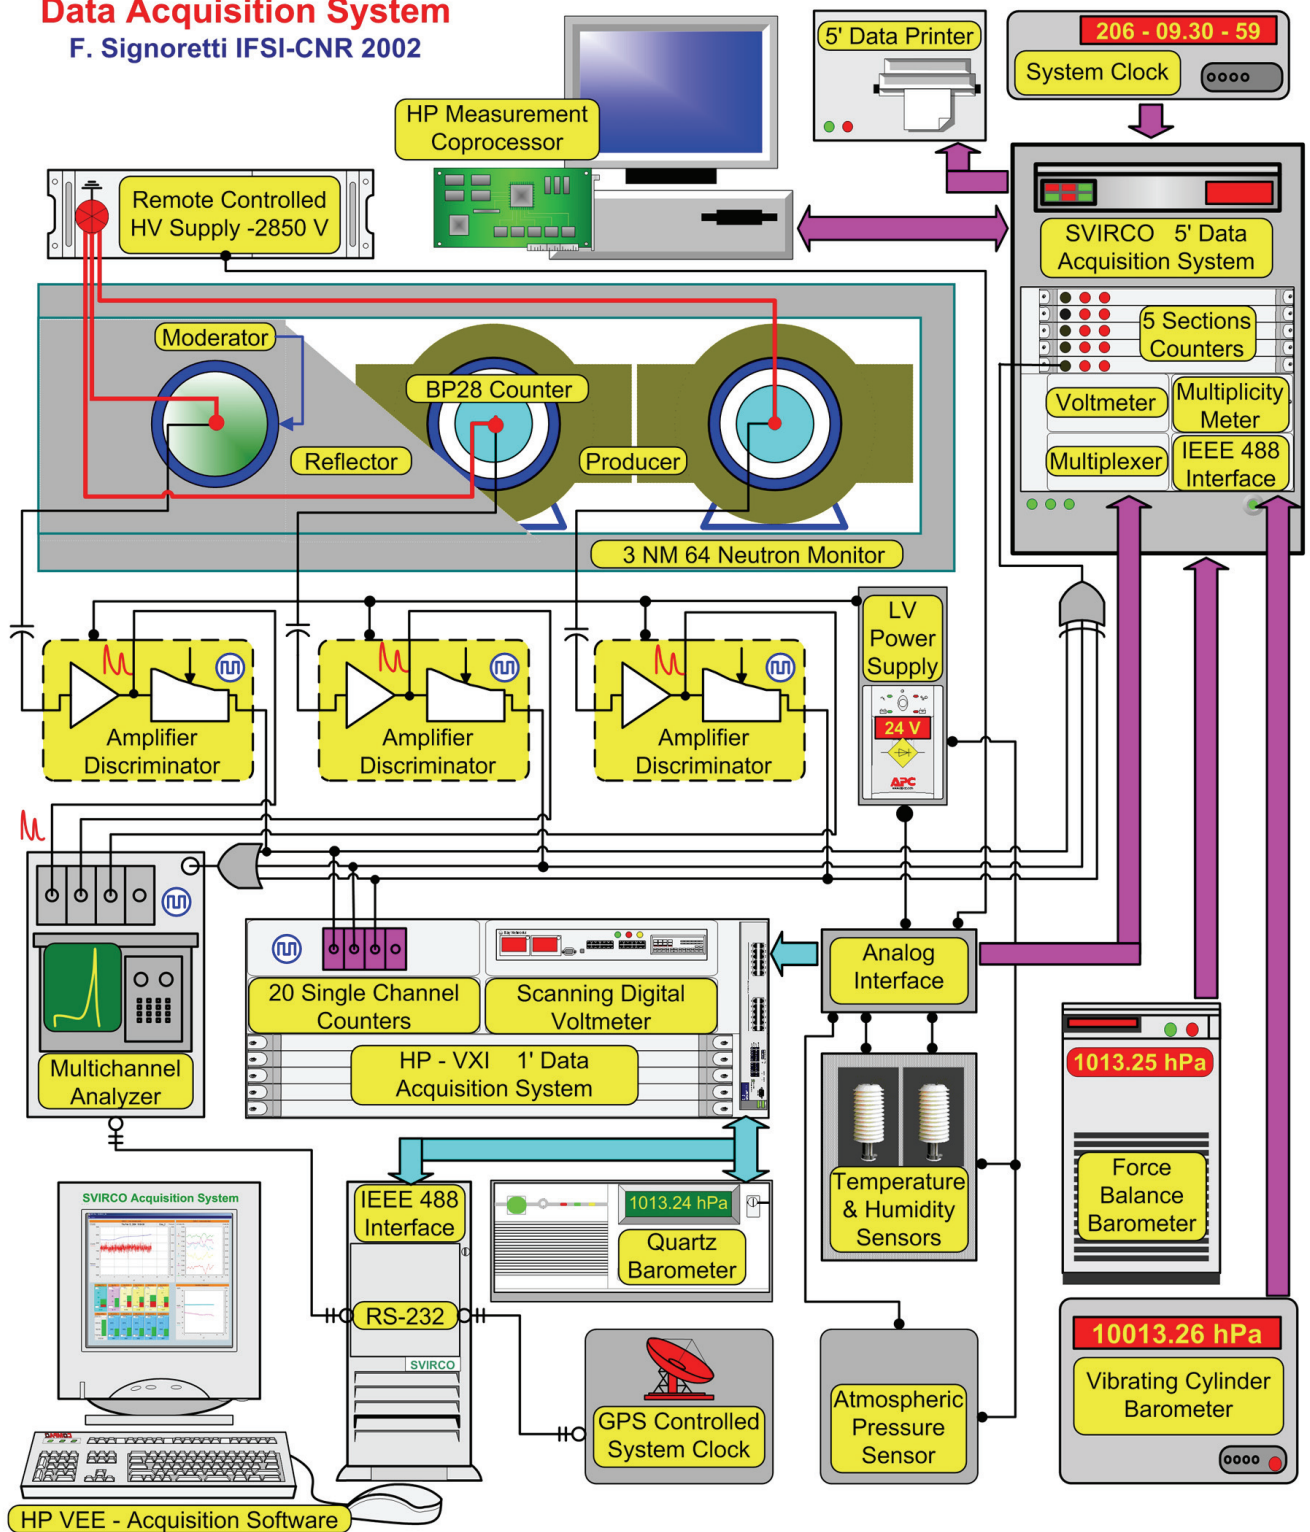 Data Acquisition System
F. Signoretti IFSI-CNR 2002
5' Data Printer
206 - 09.30 - 59
System Clock
HP Measurement
Coprocessor
Remote Controlled
HV Supply -2850 V
SVIRCO 5' Data
Acquisition System
5 Sections
Counters
Moderator
BP28 Counter
Voltmeter
Multiplicity
Meter
Reflector
Producer
Multiplexer
IEEE 488
Interface
3 NM 64 Neutron Monitor
LV
Power
Supply
24 V
APC
Amplifier
Discriminator
Amplifier
Discriminator
Amplifier
Discriminator
Analog
Interface
20 Single Channel
Counters
Scanning Digital
Voltmeter
HP - VXI 1' Data
Acquisition System
Multichannel
Analyzer
1013.25 hPa
Force
Balance
Barometer
Temperature
& Humidity
Sensors
SVIRCO Acquisition System
IEEE 488
Interface
1013.24 hPa
Quartz
Barometer
RS-232
SVIRCO
10013.26 hPa
Vibrating Cylinder
Barometer
GPS Controlled
System Clock
Atmospheric
Pressure
Sensor
HP VEE - Acquisition Software